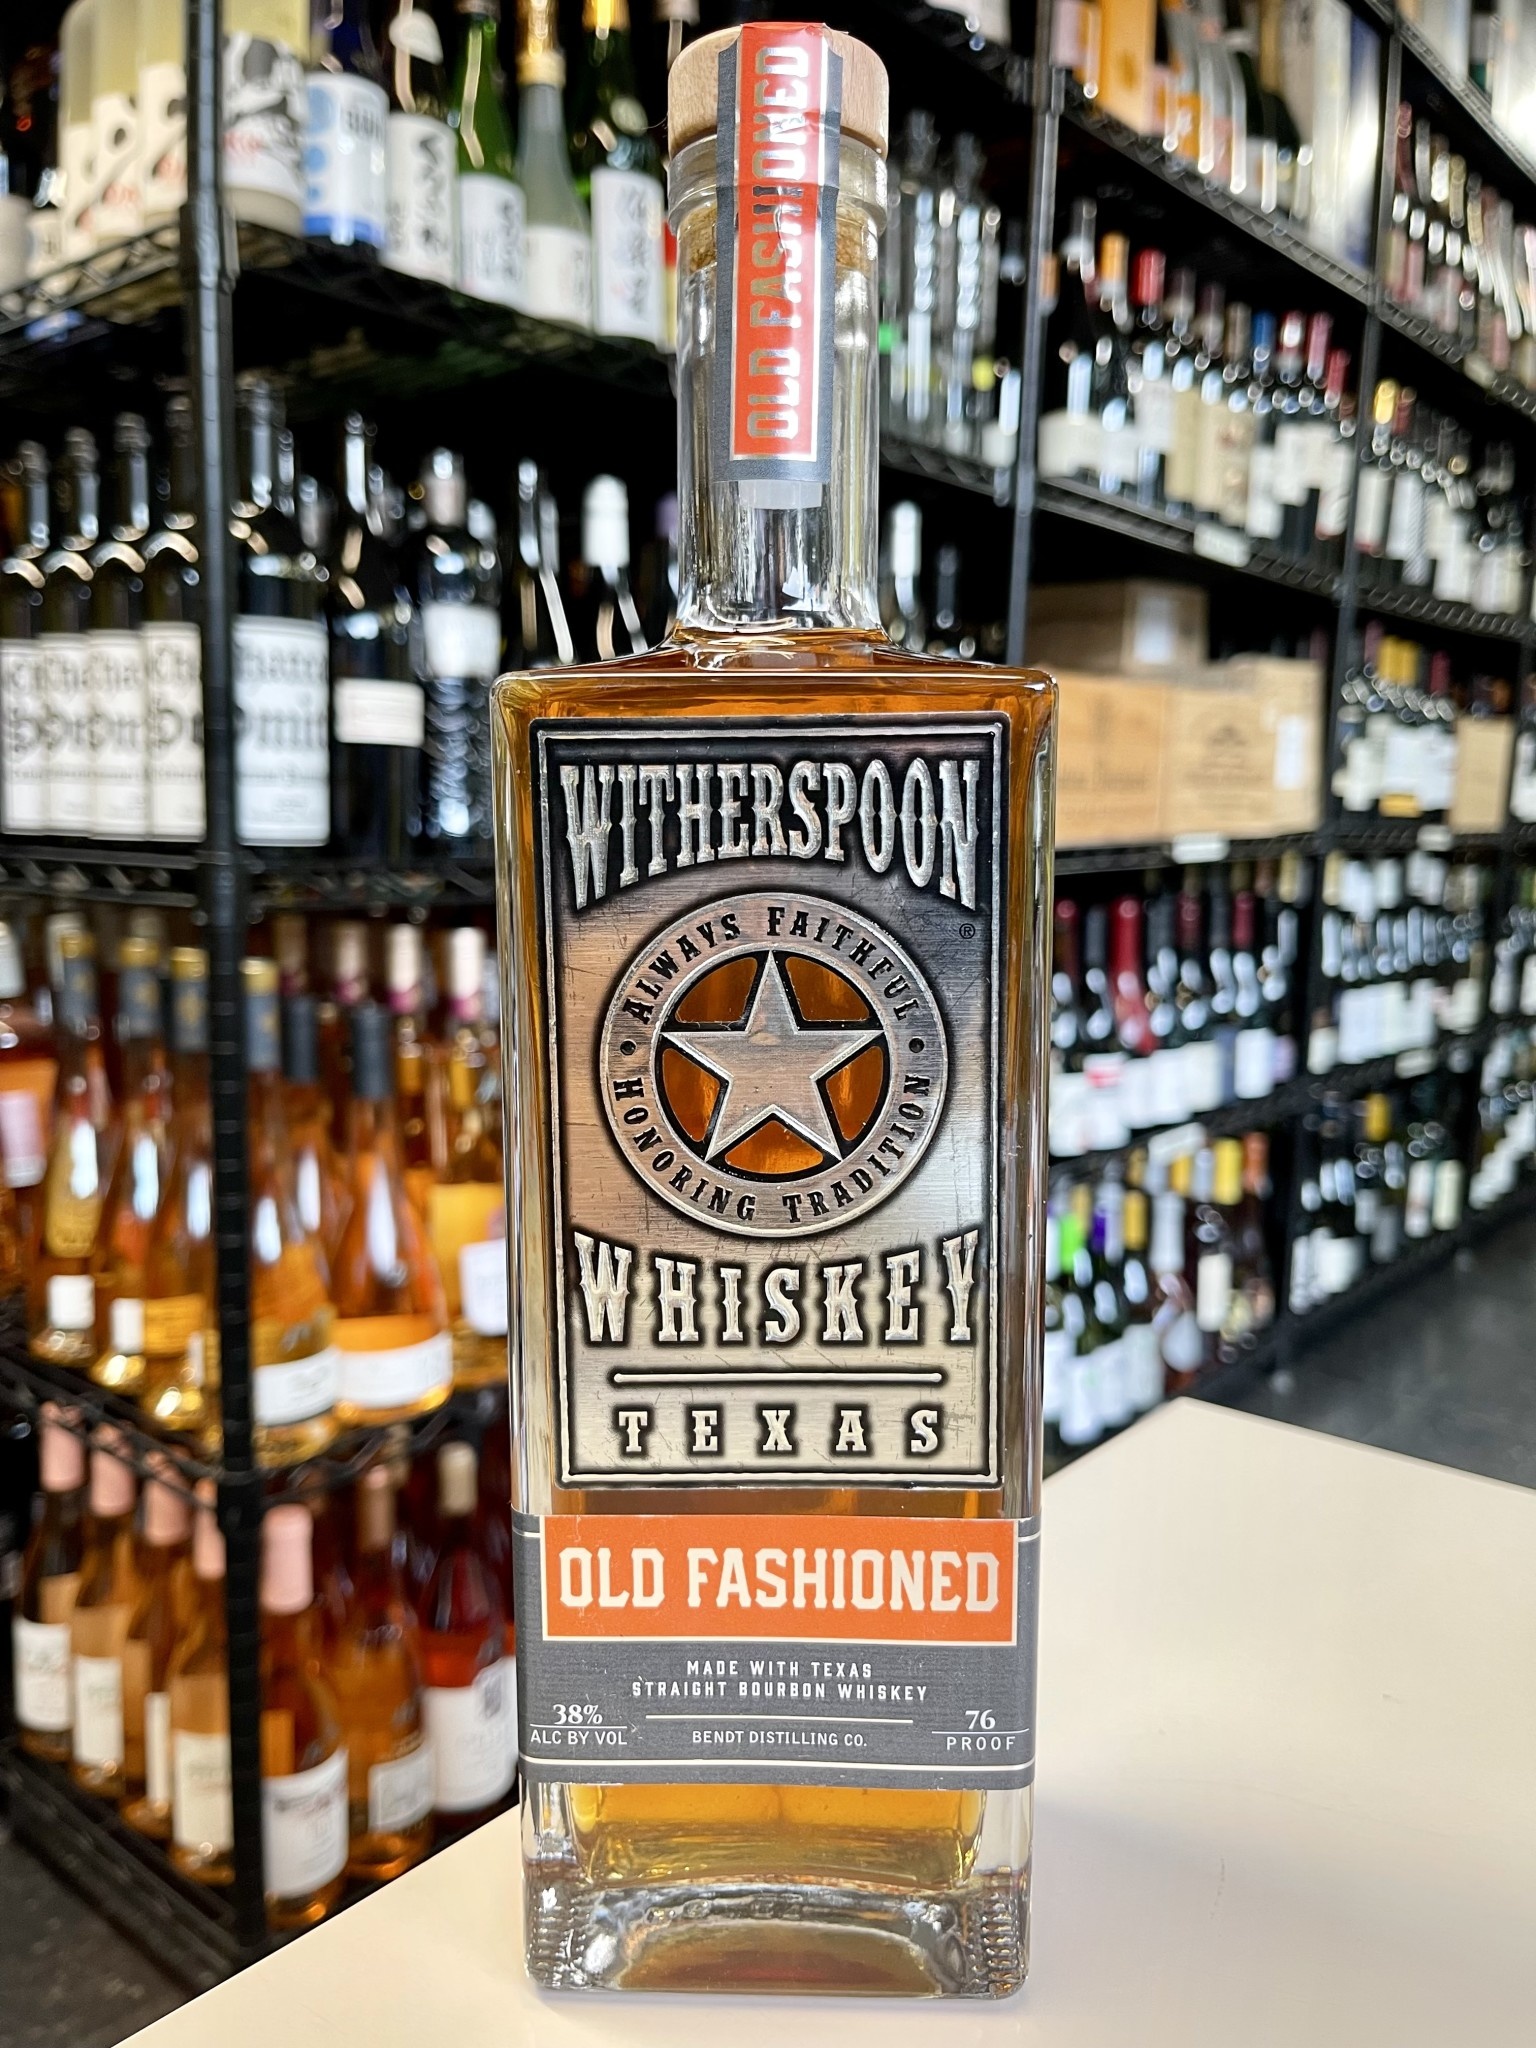 OLD FASHIONED
WITHERSPOON
®
ALWAYS FAITHFUL
• HONORING TRADITION •
WHISKEY
TEXAS
OLD FASHIONED
MADE WITH TEXAS
STRAIGHT BOURBON WHISKEY
38%
ALC BY VOL
BENDT DISTILLING CO.
76
PROOF